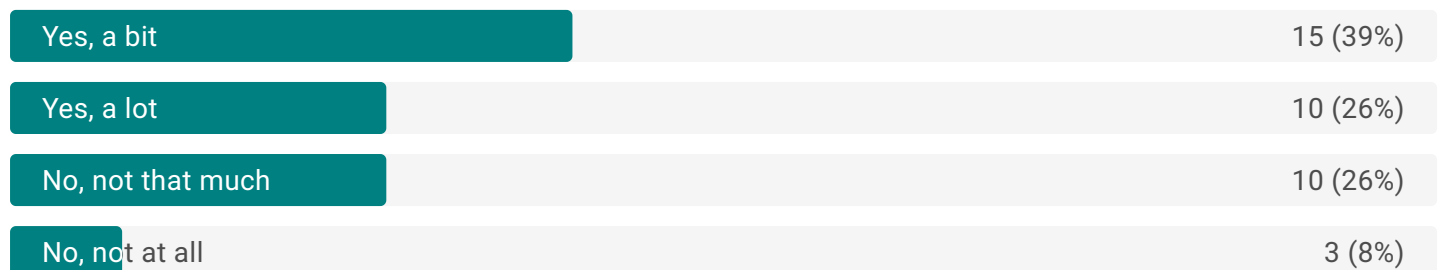 Yes, a bit 15 (39%)
Yes, a lot 10 (26%)
No, not that much 10 (26%)
No, not at all 3 (8%)